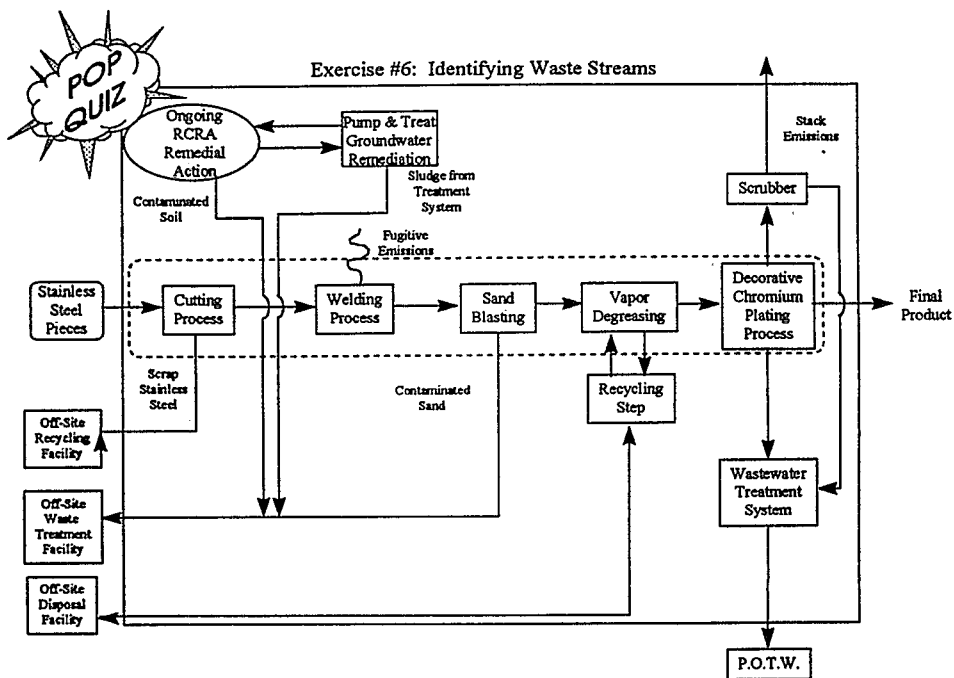 POP
QUIZ
Exercise #6: Identifying Waste Streams
Ongoing
RCRA
Remedial
Action
Pump & Treat
Groundwater
Remediation
Stack
Emissions
Scrubber
Contaminated
Soil
Sludge from
Treatment
System
Fugitive
Emissions
Stainless
Steel
Pieces
Cutting
Process
Welding
Process
Sand
Blasting
Vapor
Degreasing
Decorative
Chromium
Plating
Process
Final
Product
Scrap
Stainless
Steel
Contaminated
Sand
Recycling
Step
Off-Site
Recycling
Facility
Wastewater
Treatment
System
Off-Site
Waste
Treatment
Facility
Off-Site
Disposal
Facility
P.O.T.W.